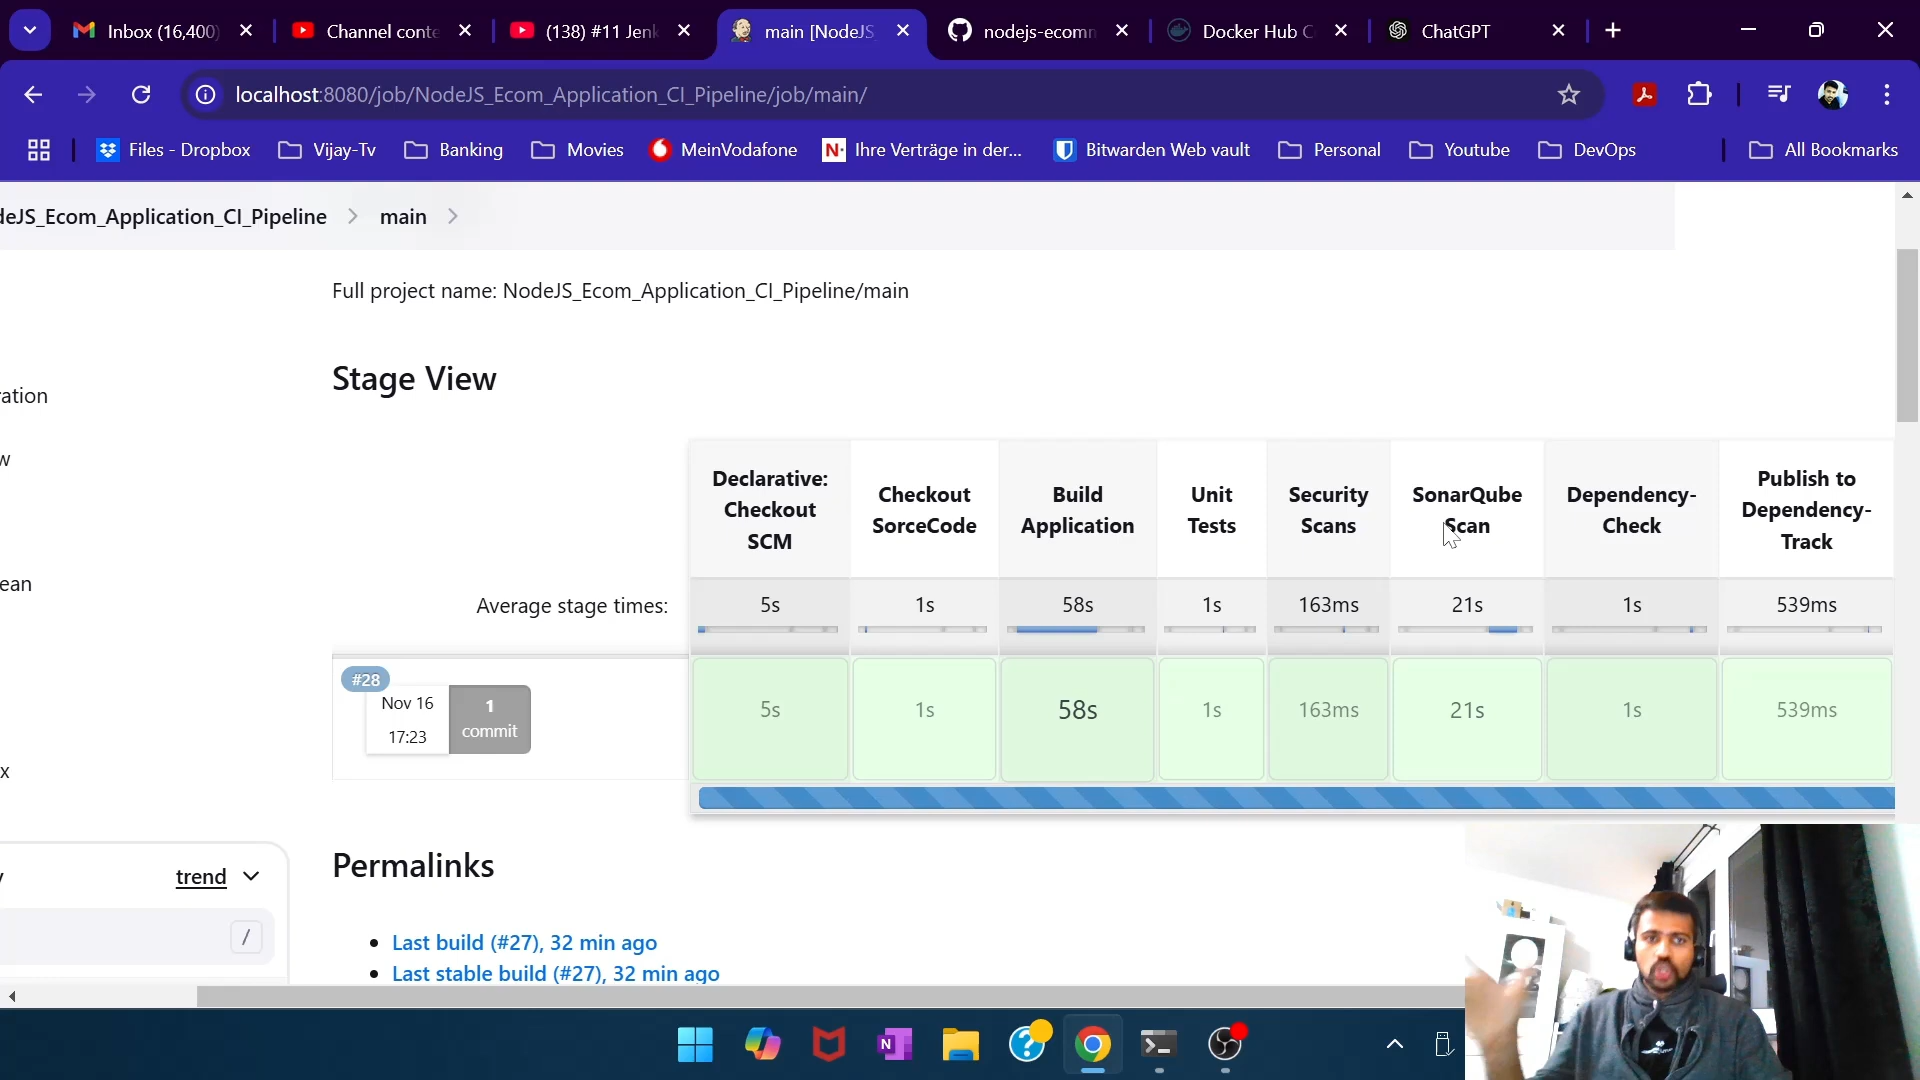 Inbox (16,400)
Channel conte
(138) #11 Jenk
main [NodeJS
nodejs-ecomm
Docker Hub C
ChatGPT
localhost:8080/job/NodeJS_Ecom_Application_CI_Pipeline/job/main/
Files - Dropbox
Vijay-Tv
Banking
Movies
MeinVodafone
Ihre Verträge in der...
Bitwarden Web vault
Personal
Youtube
DevOps
All Bookmarks
deJS_Ecom_Application_CI_Pipeline
main
Full project name: NodeJS_Ecom_Application_CI_Pipeline/main
ration
w
ean
x
Stage View
Declarative:
Checkout
SCM
Checkout
SorceCode
Build
Application
Unit
Tests
Security
Scans
SonarQube
Scan
Dependency-
Check
Publish to
Dependency-
Track
Average stage times:
5s
1s
58s
1s
163ms
21s
1s
539ms
#28
Nov 16
17:23
1
commit
5s
1s
58s
1s
163ms
21s
1s
539ms
y
trend
/
Permalinks
Last build (#27), 32 min ago
Last stable build (#27), 32 min ago